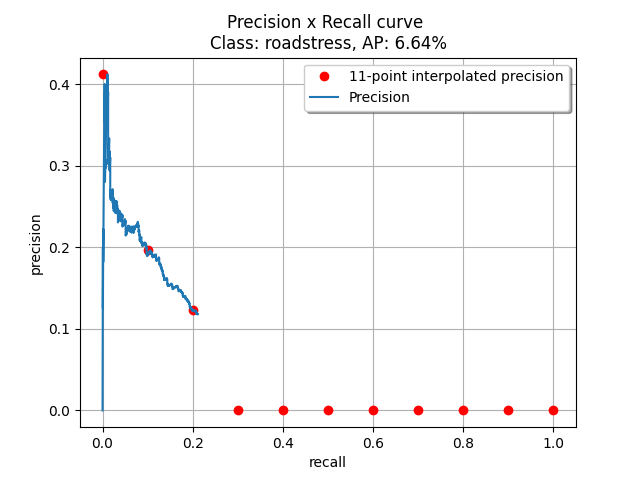 Precision x Recall curve
Class: roadstress, AP: 6.64%
11-point interpolated precision
Precision
0.4
0.3
0.2
0.1
0.0
precision
0.0 0.2 0.4 0.6 0.8 1.0
recall